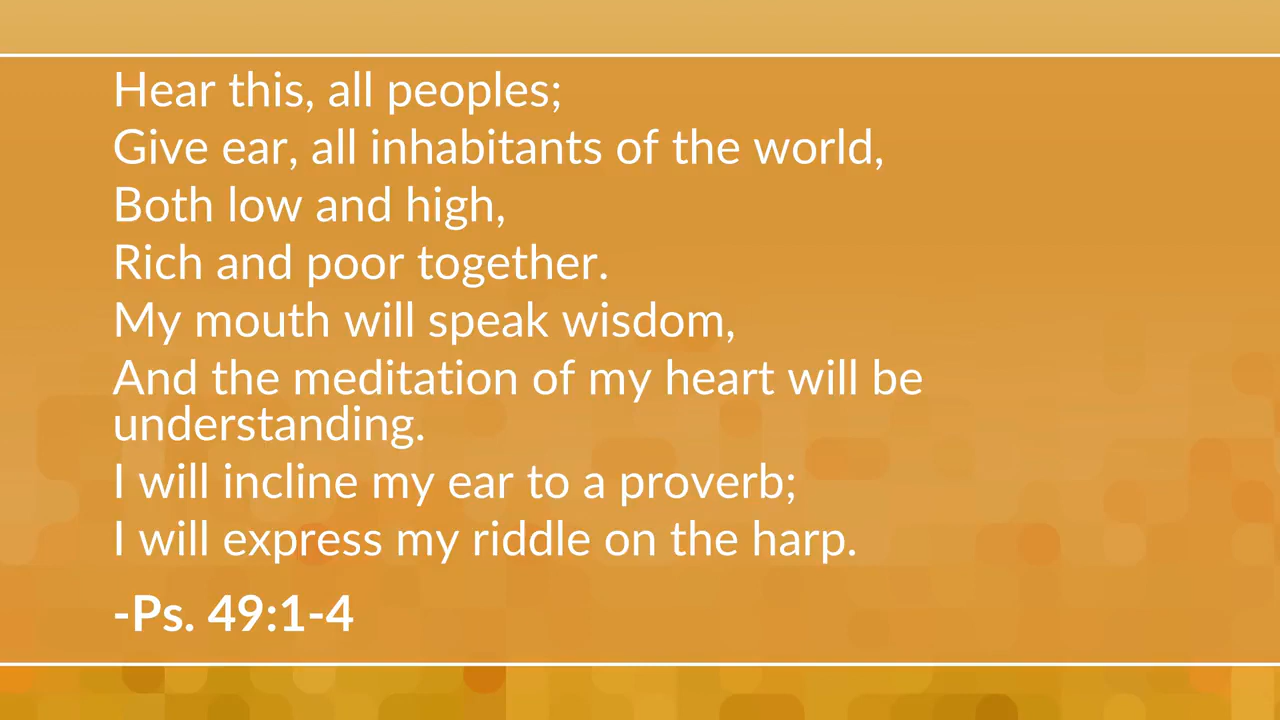 Hear this, all peoples;
Give ear, all inhabitants of the world,
Both low and high,
Rich and poor together.
My mouth will speak wisdom,
And the meditation of my heart will be
understanding.
I will incline my ear to a proverb;
I will express my riddle on the harp.
-Ps. 49:1-4